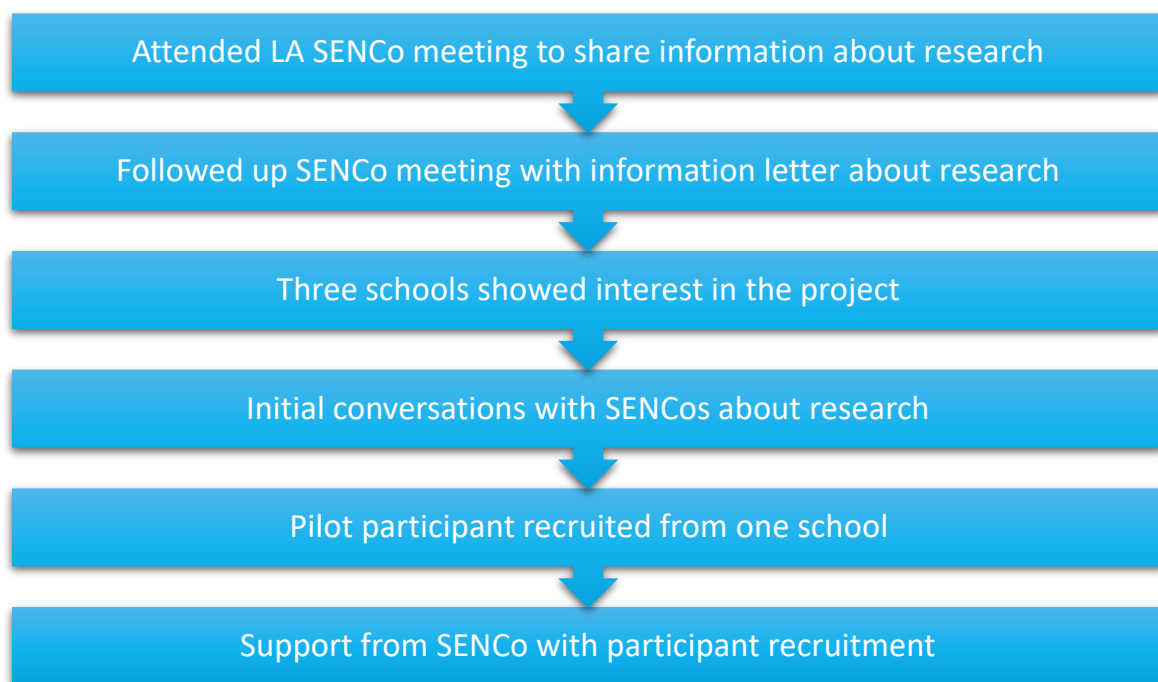 Attended LA SENCo meeting to share information about research
Followed up SENCo meeting with information letter about research
Three schools showed interest in the project
Initial conversations with SENCos about research
Pilot participant recruited from one school
Support from SENCo with participant recruitment